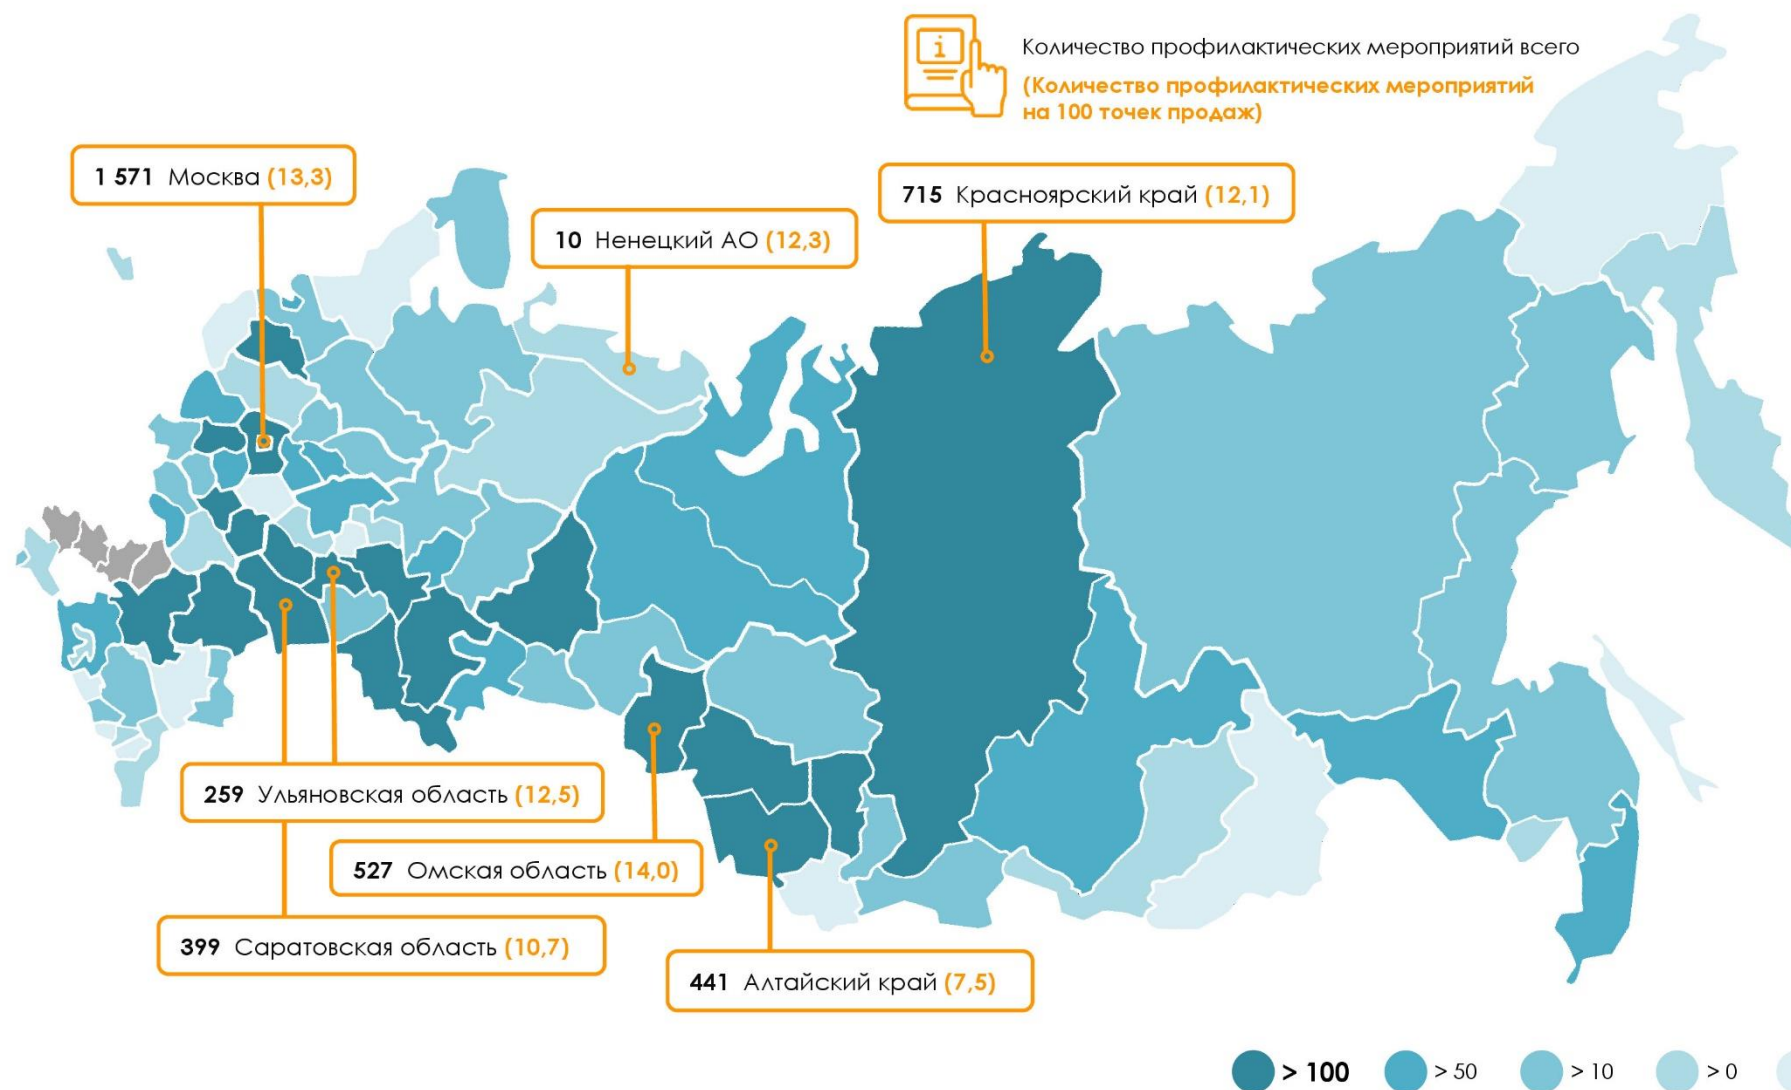 i
Количество профилактических мероприятий всего
(Количество профилактических мероприятий
на 100 точек продаж)
1 571 Москва (13,3)
715 Красноярский край (12,1)
10 Ненецкий АО (12,3)
259 Ульяновская область (12,5)
527 Омская область (14,0)
399 Саратовская область (10,7)
441 Алтайский край (7,5)
> 100 > 50 > 10 > 0